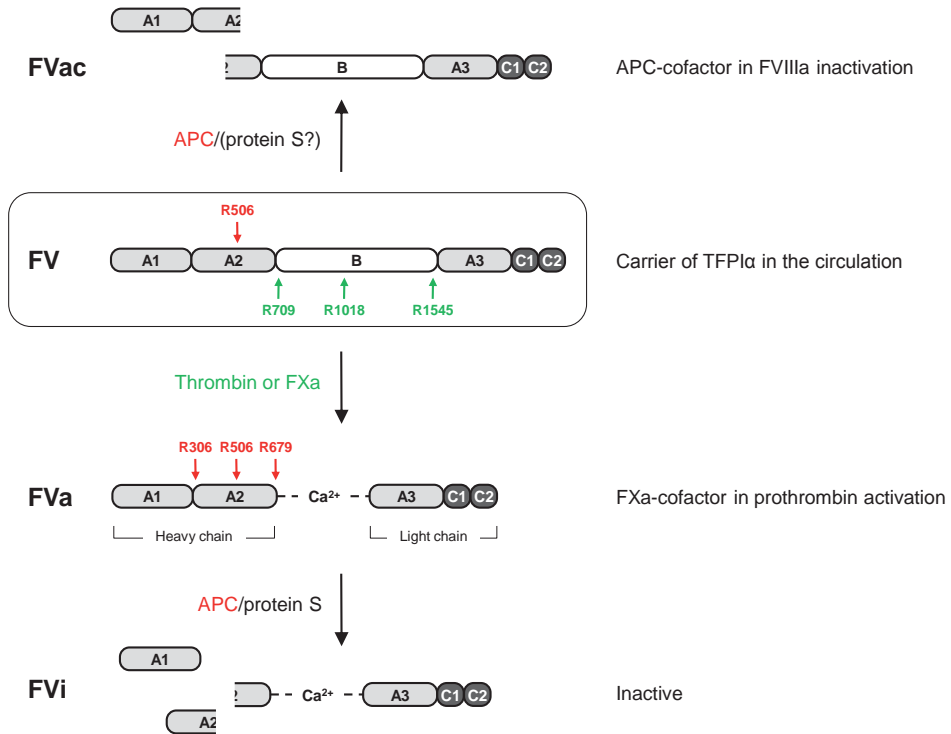 A1 A2
FVac 2 B A3 C1 C2 APC-cofactor in FVIIIa inactivation
APC/(protein S?)
R506
FV A1 A2 B A3 C1 C2 Carrier of TFPIα in the circulation
R709 R1018 R1545
Thrombin or FXa
R306 R506 R679
FVa A1 A2 Ca²⁺ A3 C1 C2 FXa-cofactor in prothrombin activation
Heavy chain Light chain
APC/protein S
A1
FVi 2 Ca²⁺ A3 C1 C2 Inactive
A2